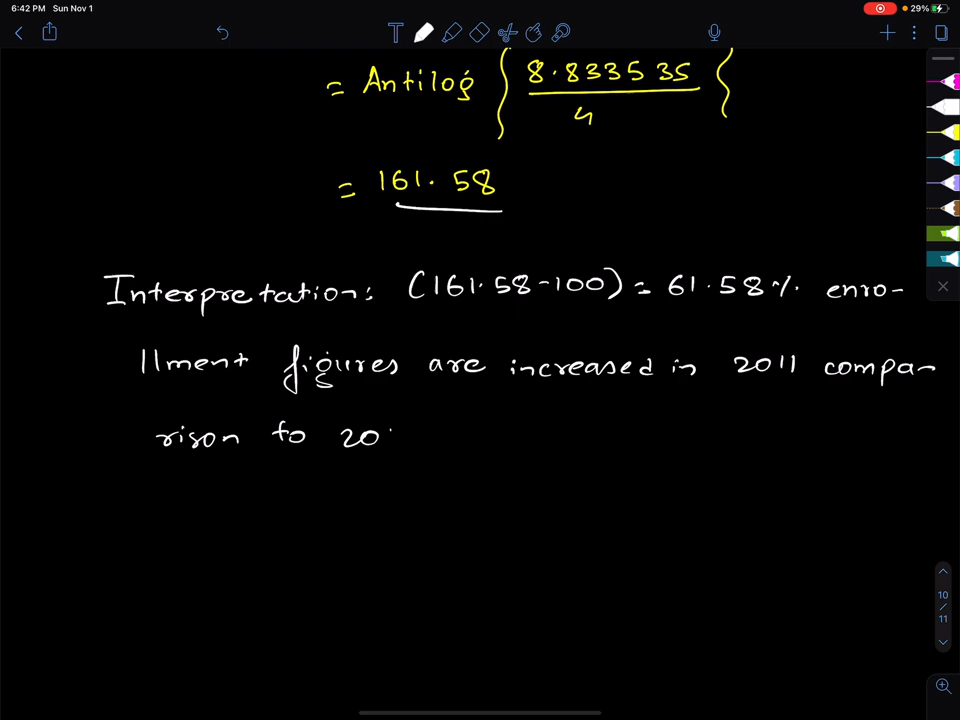 6:42 PM Sun Nov 1
29%
= Antilog { 8.833535 / 4 }
= 161.58
Interpretation: (161.58-100) = 61.58% enro-
llment figures are increased in 2011 compa-
rison to 20
10
/
11